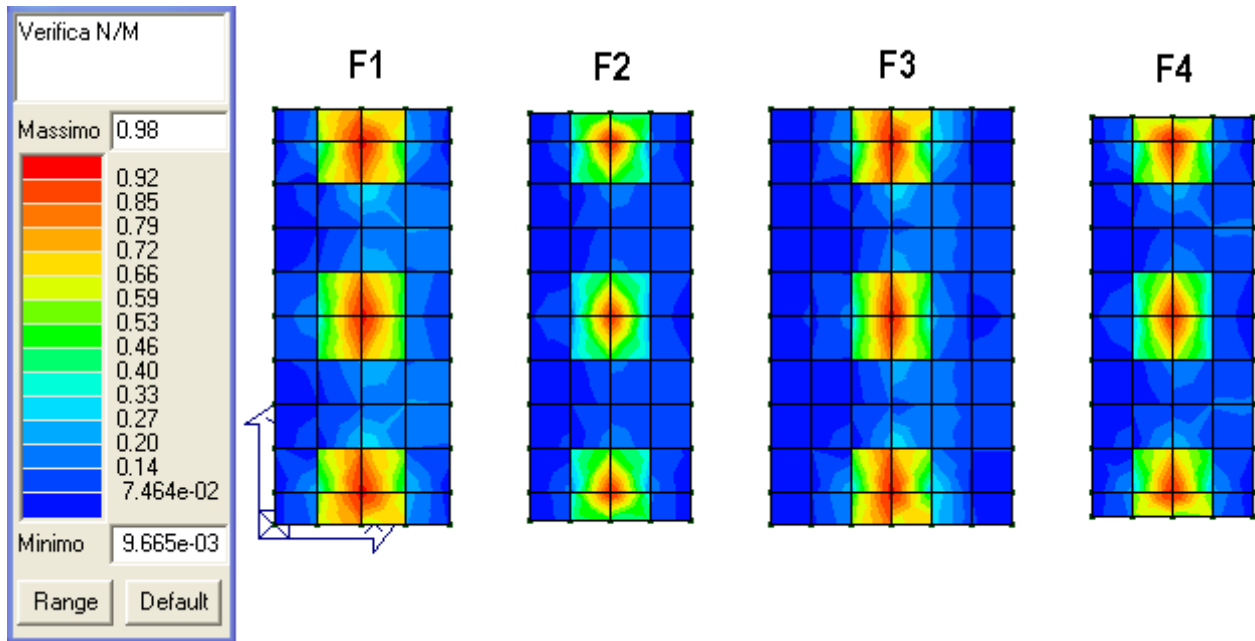 Verifica N/M
Massimo 0.98
0.92
0.85
0.79
0.72
0.66
0.59
0.53
0.46
0.40
0.33
0.27
0.20
0.14
7.464e-02
Minimo 9.665e-03
Range Default
F1 F2 F3 F4